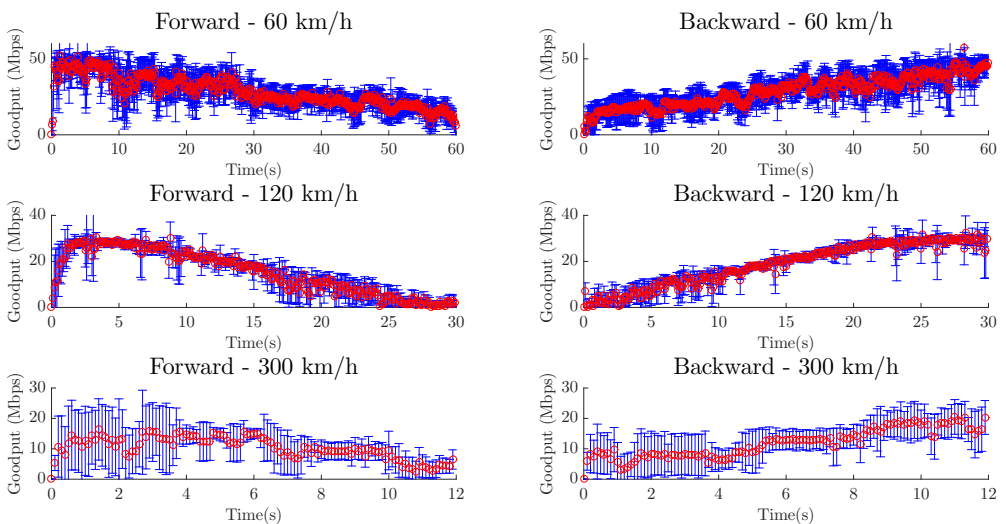 Forward - 60 km/h
Goodput (Mbps)
50
0
0 10 20 30 40 50 60
Time(s)
Backward - 60 km/h
Goodput (Mbps)
50
0
0 10 20 30 40 50 60
Time(s)
Forward - 120 km/h
Goodput (Mbps)
40
20
0
0 5 10 15 20 25 30
Time(s)
Backward - 120 km/h
Goodput (Mbps)
40
20
0
0 5 10 15 20 25 30
Time(s)
Forward - 300 km/h
Goodput (Mbps)
30
20
10
0
0 2 4 6 8 10 12
Time(s)
Backward - 300 km/h
Goodput (Mbps)
30
20
10
0
0 2 4 6 8 10 12
Time(s)